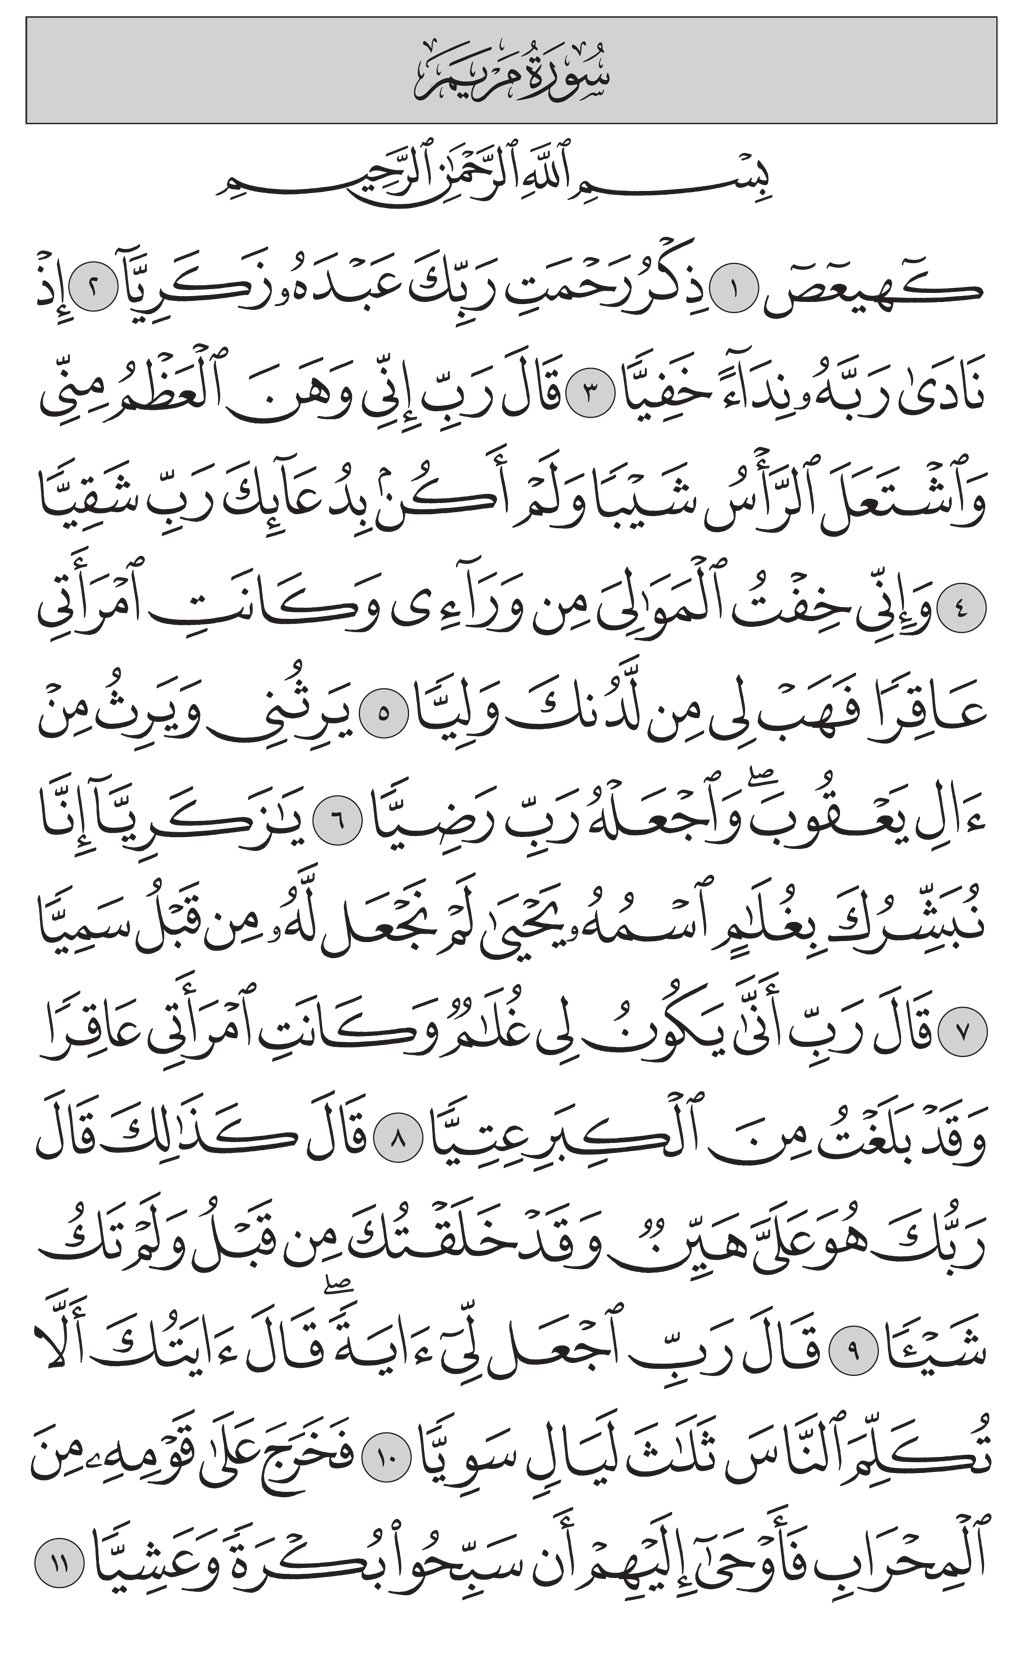 سُورَةُ مَرْيَمَ
بِسْمِ ٱللَّهِ ٱلرَّحْمَٰنِ ٱلرَّحِيمِ
كٓهيعٓصٓ ١ ذِكْرُ رَحْمَتِ رَبِّكَ عَبْدَهُۥ زَكَرِيَّآ ٢ إِذْ
نَادَىٰ رَبَّهُۥ نِدَآءً خَفِيًّا ٣ قَالَ رَبِّ إِنِّي وَهَنَ ٱلْعَظْمُ مِنِّي
وَٱشْتَعَلَ ٱلرَّأْسُ شَيْبًا وَلَمْ أَكُنۢ بِدُعَآئِكَ رَبِّ شَقِيًّا
٤ وَإِنِّي خِفْتُ ٱلْمَوَٰلِيَ مِن وَرَآءِي وَكَانَتِ ٱمْرَأَتِي
عَاقِرًا فَهَبْ لِي مِن لَّدُنكَ وَلِيًّا ٥ يَرِثُنِي وَيَرِثُ مِنْ
ءَالِ يَعْقُوبَۖ وَٱجْعَلْهُ رَبِّ رَضِيًّا ٦ يَٰزَكَرِيَّآ إِنَّا
نُبَشِّرُكَ بِغُلَٰمٍ ٱسْمُهُۥ يَحْيَىٰ لَمْ نَجْعَل لَّهُۥ مِن قَبْلُ سَمِيًّا
٧ قَالَ رَبِّ أَنَّىٰ يَكُونُ لِي غُلَٰمٌ وَكَانَتِ ٱمْرَأَتِي عَاقِرًا
وَقَدْ بَلَغْتُ مِنَ ٱلْكِبَرِ عِتِيًّا ٨ قَالَ كَذَٰلِكَ قَالَ
رَبُّكَ هُوَ عَلَيَّ هَيِّنٌ وَقَدْ خَلَقْتُكَ مِن قَبْلُ وَلَمْ تَكُ
شَيْـًٔا ٩ قَالَ رَبِّ ٱجْعَل لِّيٓ ءَايَةًۖ قَالَ ءَايَتُكَ أَلَّا
تُكَلِّمَ ٱلنَّاسَ ثَلَٰثَ لَيَالٍ سَوِيًّا ١٠ فَخَرَجَ عَلَىٰ قَوْمِهِۦ مِنَ
ٱلْمِحْرَابِ فَأَوْحَىٰٓ إِلَيْهِمْ أَن سَبِّحُوا۟ بُكْرَةً وَعَشِيًّا ١١